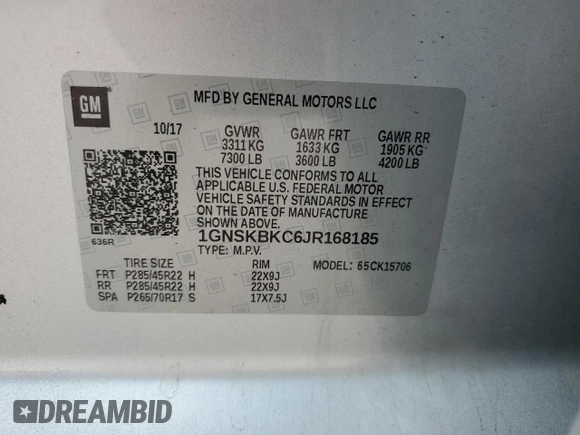 GM
MFD BY GENERAL MOTORS LLC
10/17 GVWR GAWR FRT GAWR RR
3311 KG 1633 KG 1905 KG
7300 LB 3600 LB 4200 LB
THIS VEHICLE CONFORMS TO ALL
APPLICABLE U.S. FEDERAL MOTOR
VEHICLE SAFETY STANDARDS IN EFFECT
ON THE DATE OF MANUFACTURE
SHOWN ABOVE.
636R
1GNSKBKC6JR168185
TYPE: M.P.V. MODEL: 65CK15706
TIRE SIZE RIM
FRT P285/45R22 H 22X9J
RR P285/45R22 H 22X9J
SPA P265/70R17 S 17X7.5J
DREAMBID